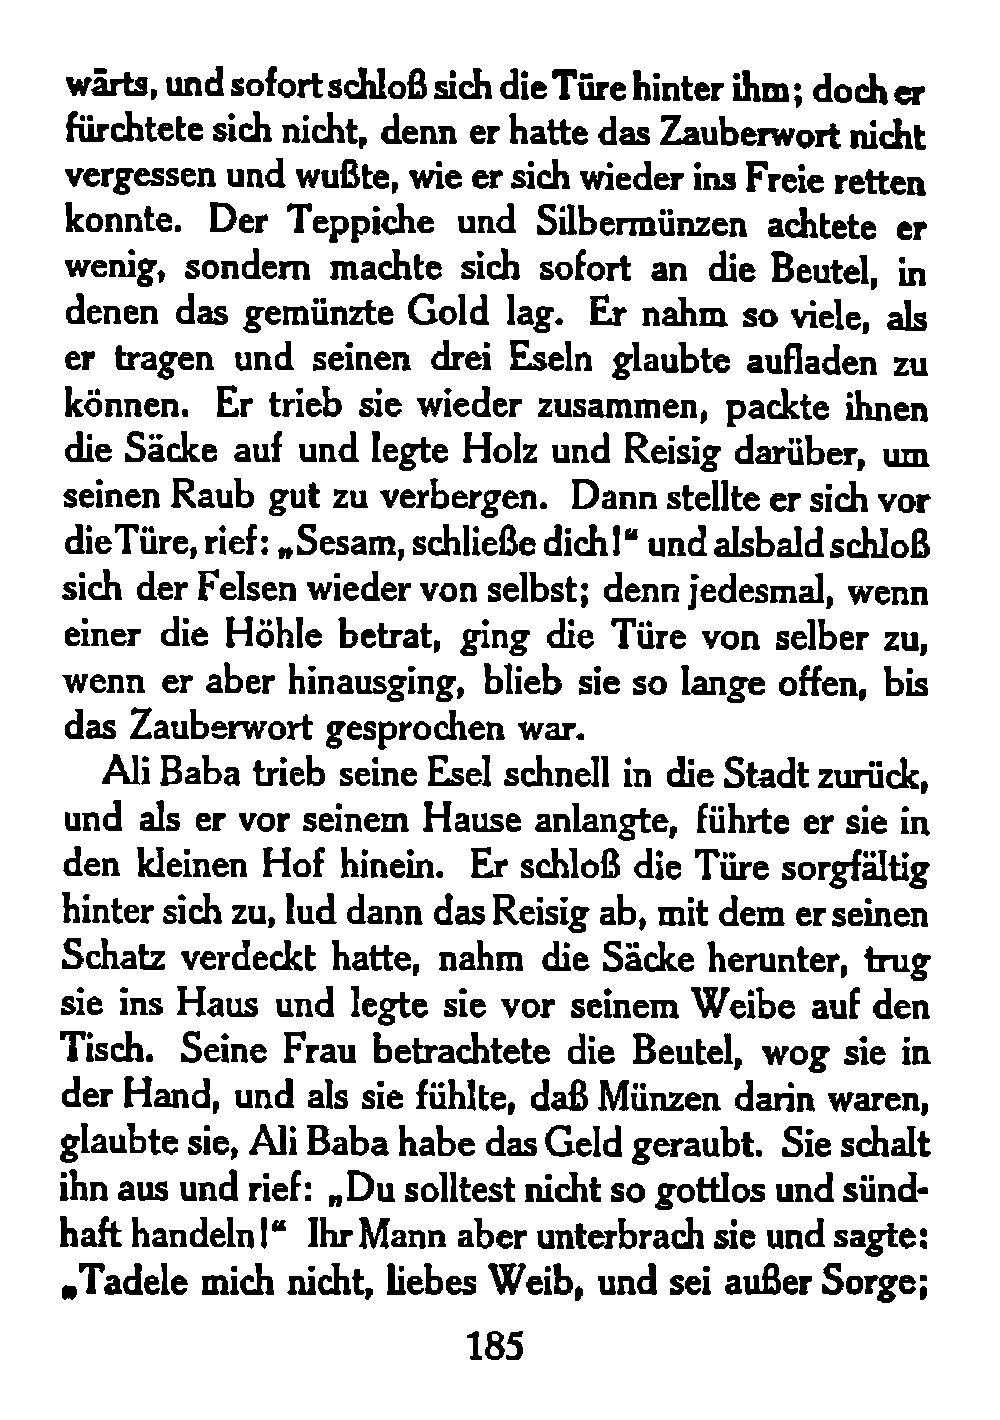 wärts, und sofort schloß sich die Türe hinter ihm; doch er
fürchtete sich nicht, denn er hatte das Zauberwort nicht
vergessen und wußte, wie er sich wieder ins Freie retten
konnte. Der Teppiche und Silbermünzen achtete er
wenig, sondern machte sich sofort an die Beutel, in
denen das gemünzte Gold lag. Er nahm so viele, als
er tragen und seinen drei Eseln glaubte aufladen zu
können. Er trieb sie wieder zusammen, packte ihnen
die Säcke auf und legte Holz und Reisig darüber, um
seinen Raub gut zu verbergen. Dann stellte er sich vor
die Türe, rief: „Sesam, schließe dich!“ und alsbald schloß
sich der Felsen wieder von selbst; denn jedesmal, wenn
einer die Höhle betrat, ging die Türe von selber zu,
wenn er aber hinausging, blieb sie so lange offen, bis
das Zauberwort gesprochen war.
Ali Baba trieb seine Esel schnell in die Stadt zurück,
und als er vor seinem Hause anlangte, führte er sie in
den kleinen Hof hinein. Er schloß die Türe sorgfältig
hinter sich zu, lud dann das Reisig ab, mit dem er seinen
Schatz verdeckt hatte, nahm die Säcke herunter, trug
sie ins Haus und legte sie vor seinem Weibe auf den
Tisch. Seine Frau betrachtete die Beutel, wog sie in
der Hand, und als sie fühlte, daß Münzen darin waren,
glaubte sie, Ali Baba habe das Geld geraubt. Sie schalt
ihn aus und rief: „Du solltest nicht so gottlos und sünd-
haft handeln!“ Ihr Mann aber unterbrach sie und sagte:
„Tadele mich nicht, liebes Weib, und sei außer Sorge;
185